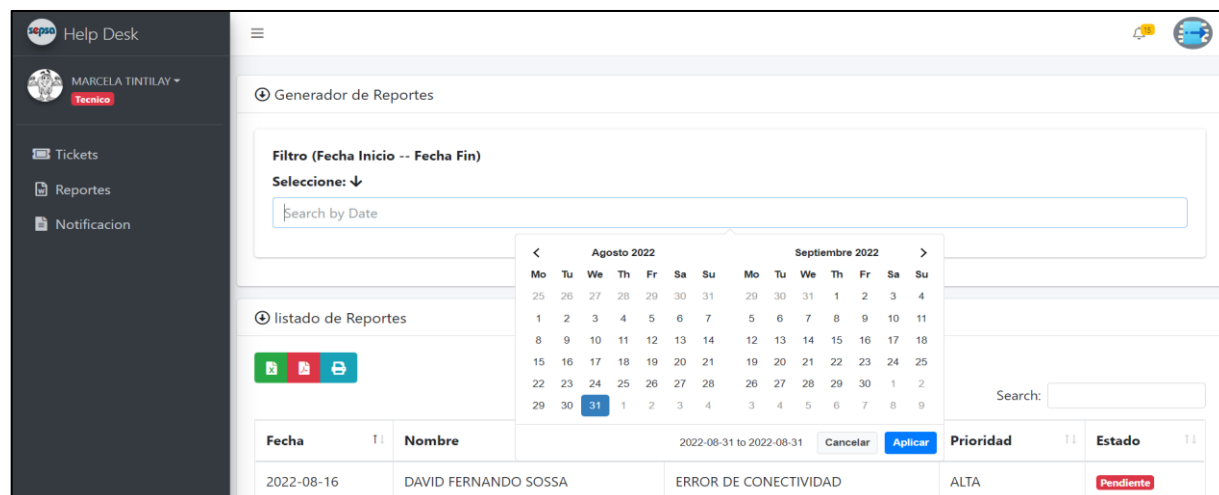 sepsa Help Desk
15
MARCELA TINTILAY
Tecnico
Tickets
Reportes
Notificacion
Generador de Reportes
Filtro (Fecha Inicio -- Fecha Fin)
Seleccione:
Search by Date
Agosto 2022
Mo Tu We Th Fr Sa Su
25 26 27 28 29 30 31
1 2 3 4 5 6 7
8 9 10 11 12 13 14
15 16 17 18 19 20 21
22 23 24 25 26 27 28
29 30 31 1 2 3 4
Septiembre 2022
Mo Tu We Th Fr Sa Su
29 30 31 1 2 3 4
5 6 7 8 9 10 11
12 13 14 15 16 17 18
19 20 21 22 23 24 25
26 27 28 29 30 1 2
3 4 5 6 7 8 9
2022-08-31 to 2022-08-31 Cancelar Aplicar
listado de Reportes
Search:
Fecha Nombre Prioridad Estado
2022-08-16 DAVID FERNANDO SOSSA ERROR DE CONECTIVIDAD ALTA Pendiente